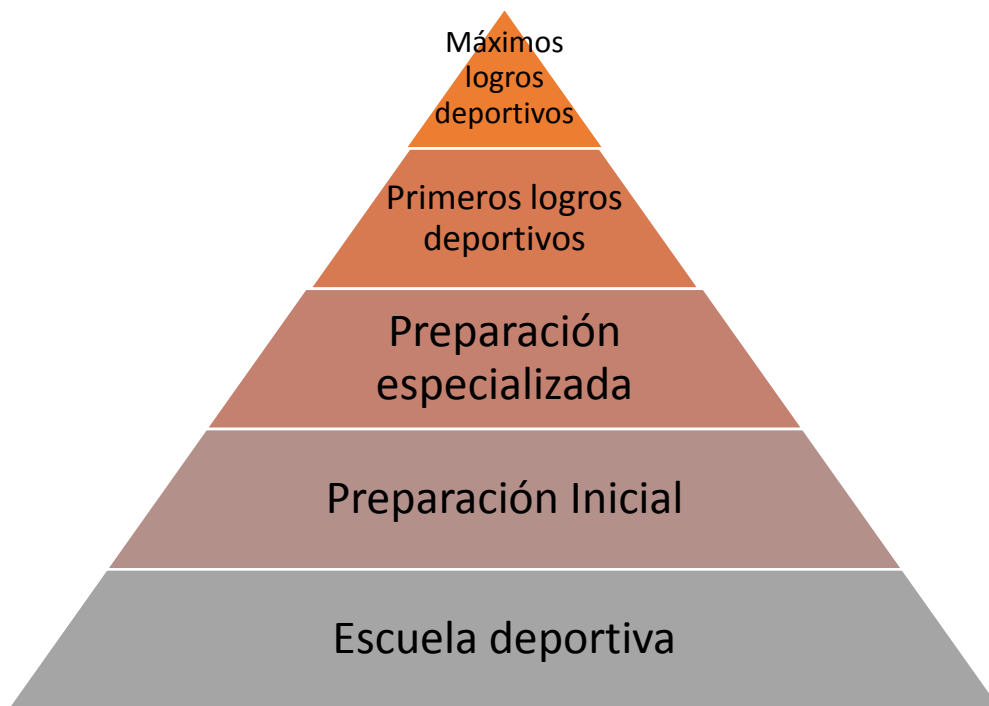 Máximos
logros
deportivos
Primeros logros
deportivos
Preparación
especializada
Preparación Inicial
Escuela deportiva